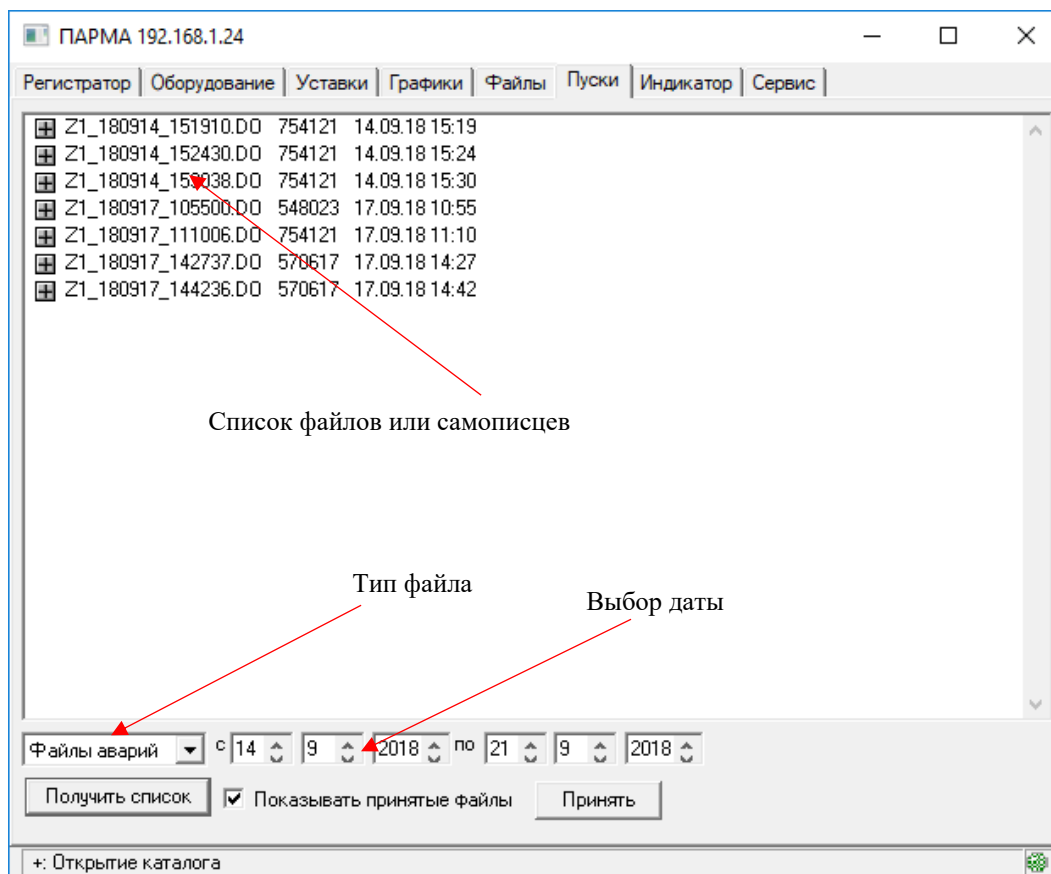 ПАРМА 192.168.1.24
Регистратор Оборудование Уставки Графики Файлы Пуски Индикатор Сервис
Z1_180914_151910.DO 754121 14.09.18 15:19
Z1_180914_152430.DO 754121 14.09.18 15:24
Z1_180914_153038.DO 754121 14.09.18 15:30
Z1_180917_105500.DO 548023 17.09.18 10:55
Z1_180917_111006.DO 754121 17.09.18 11:10
Z1_180917_142737.DO 570617 17.09.18 14:27
Z1_180917_144236.DO 570617 17.09.18 14:42
Список файлов или самописцев
Тип файла
Выбор даты
Файлы аварий с 14 9 2018 по 21 9 2018
Получить список Показывать принятые файлы Принять
+: Открытие каталога